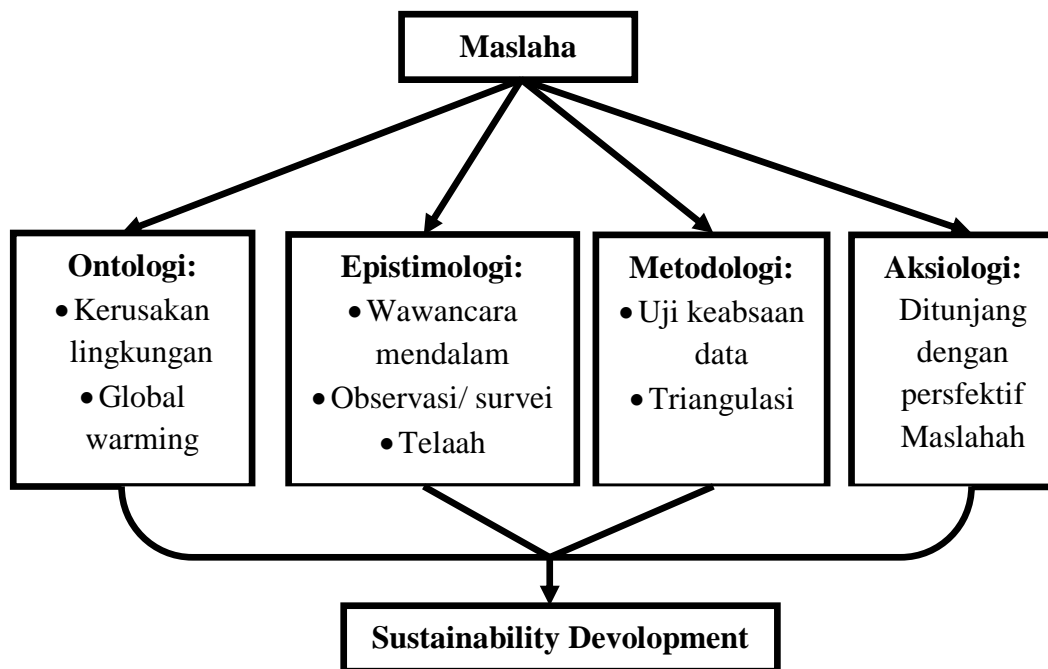 Maslaha
Ontologi:
• Kerusakan
lingkungan
• Global
warming
Epistimologi:
• Wawancara
mendalam
• Observasi/ survei
• Telaah
Metodologi:
• Uji keabsaan
data
• Triangulasi
Aksiologi:
Ditunjang
dengan
persfektif
Maslahah
Sustainability Devolopment